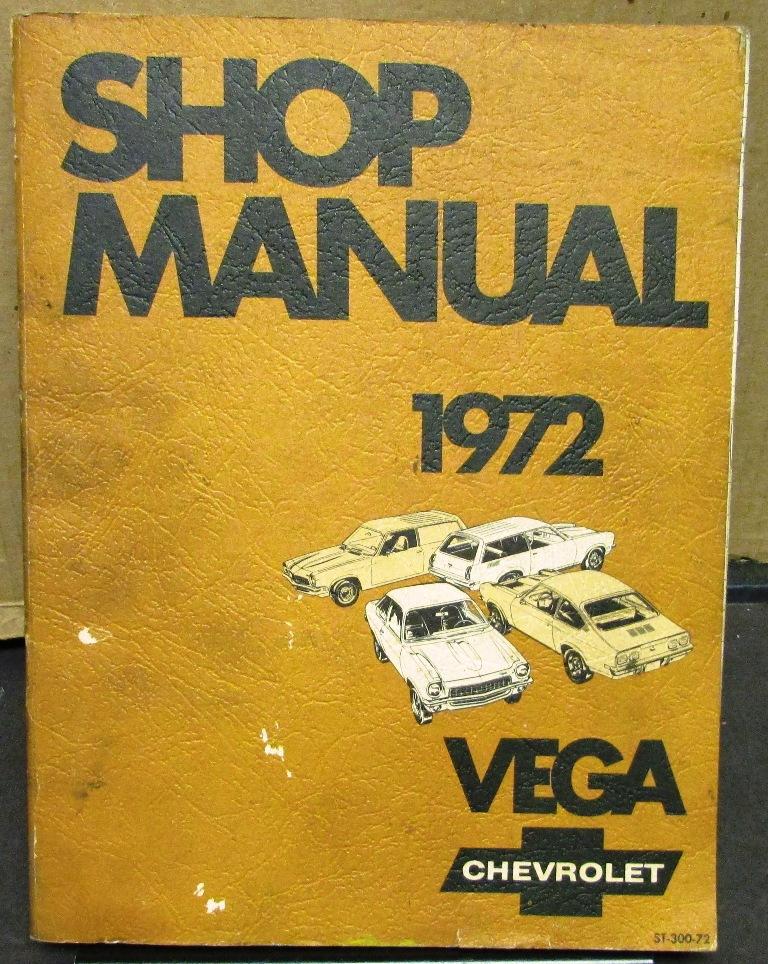 SHOP
MANUAL
1972
VEGA
CHEVROLET
ST-300-72